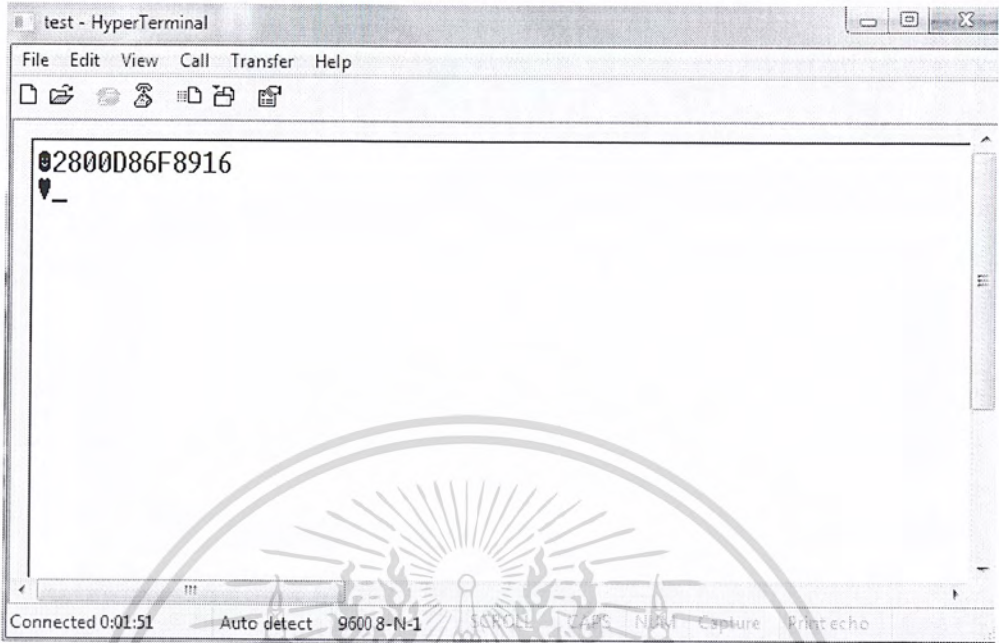 test - HyperTerminal
File Edit View Call Transfer Help
☻2800D86F8916
♥_
Connected 0:01:51 Auto detect 9600 8-N-1 SCROLL CAPS NUM Capture Print echo